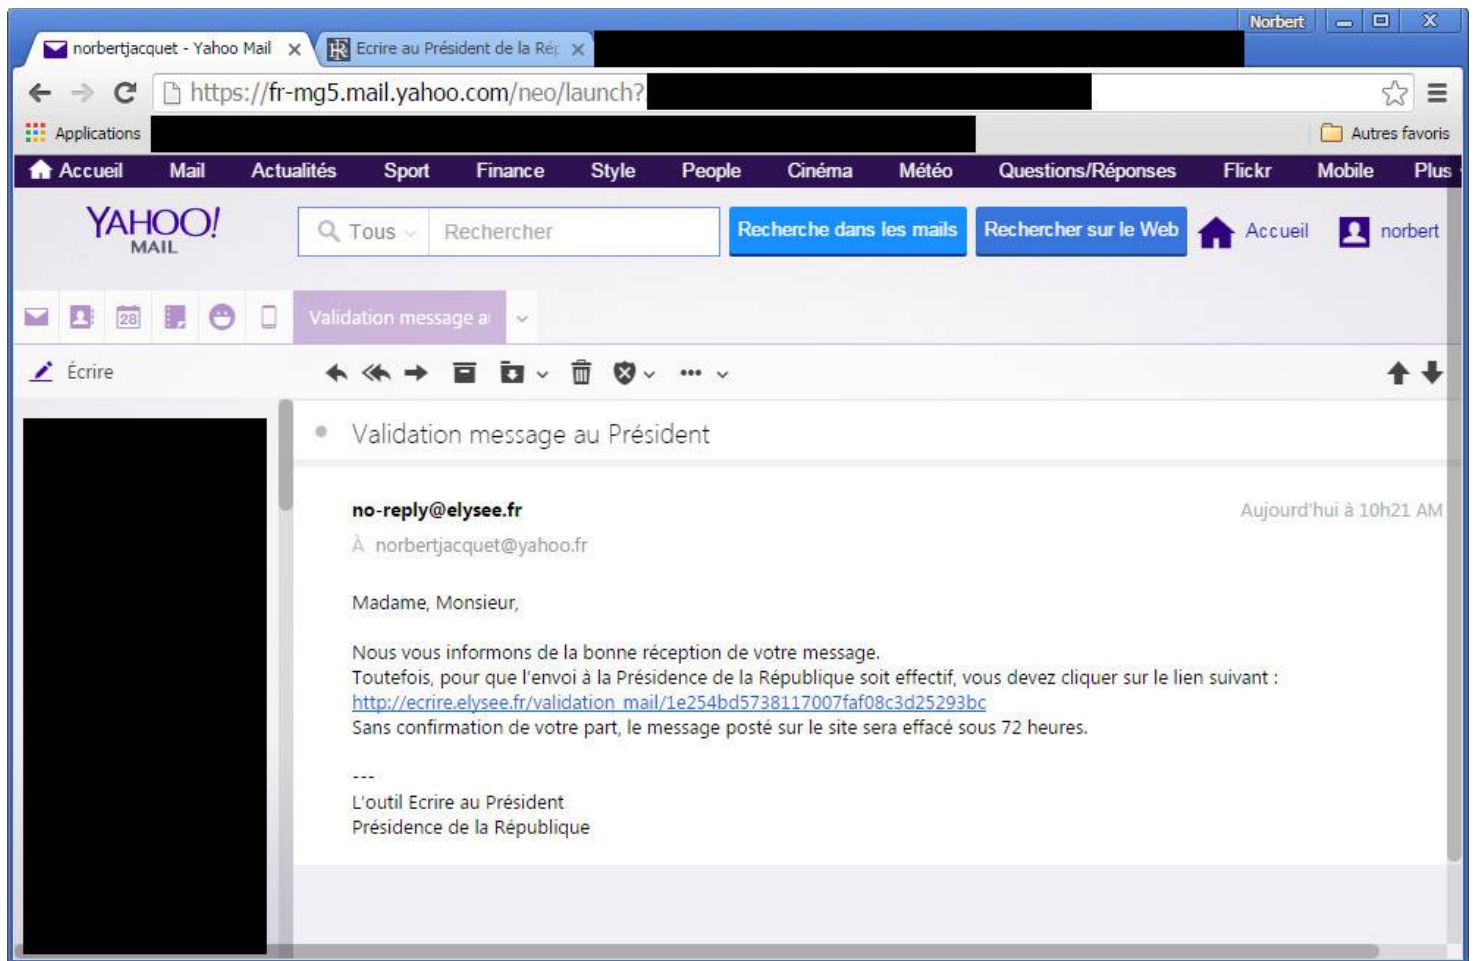 Norbert
norbertjacquet - Yahoo Mail
Ecrire au Président de la Rép
https://fr-mg5.mail.yahoo.com/neo/launch?
Applications
Autres favoris
Accueil Mail Actualités Sport Finance Style People Cinéma Météo Questions/Réponses Flickr Mobile Plus
YAHOO!
MAIL
Tous
Rechercher
Recherche dans les mails
Rechercher sur le Web
Accueil
norbert
28
Validation message a
Écrire
Validation message au Président
no-reply@elysee.fr
Aujourd'hui à 10h21 AM
À norbertjacquet@yahoo.fr
Madame, Monsieur,
Nous vous informons de la bonne réception de votre message.
Toutefois, pour que l'envoi à la Présidence de la République soit effectif, vous devez cliquer sur le lien suivant :
http://ecrire.elysee.fr/validation_mail/1e254bd5738117007faf08c3d25293bc
Sans confirmation de votre part, le message posté sur le site sera effacé sous 72 heures.
---
L'outil Ecrire au Président
Présidence de la République